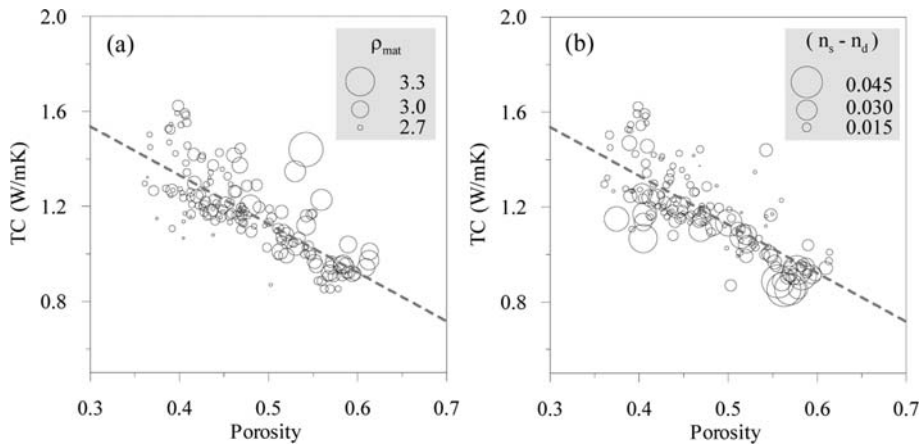 (a)
ρmat
3.3
3.0
2.7
2.0
1.6
1.2
0.8
TC (W/mK)
0.3 0.4 0.5 0.6 0.7
Porosity
(b)
( ns - nd )
0.045
0.030
0.015
2.0
1.6
1.2
0.8
TC (W/mK)
0.3 0.4 0.5 0.6 0.7
Porosity